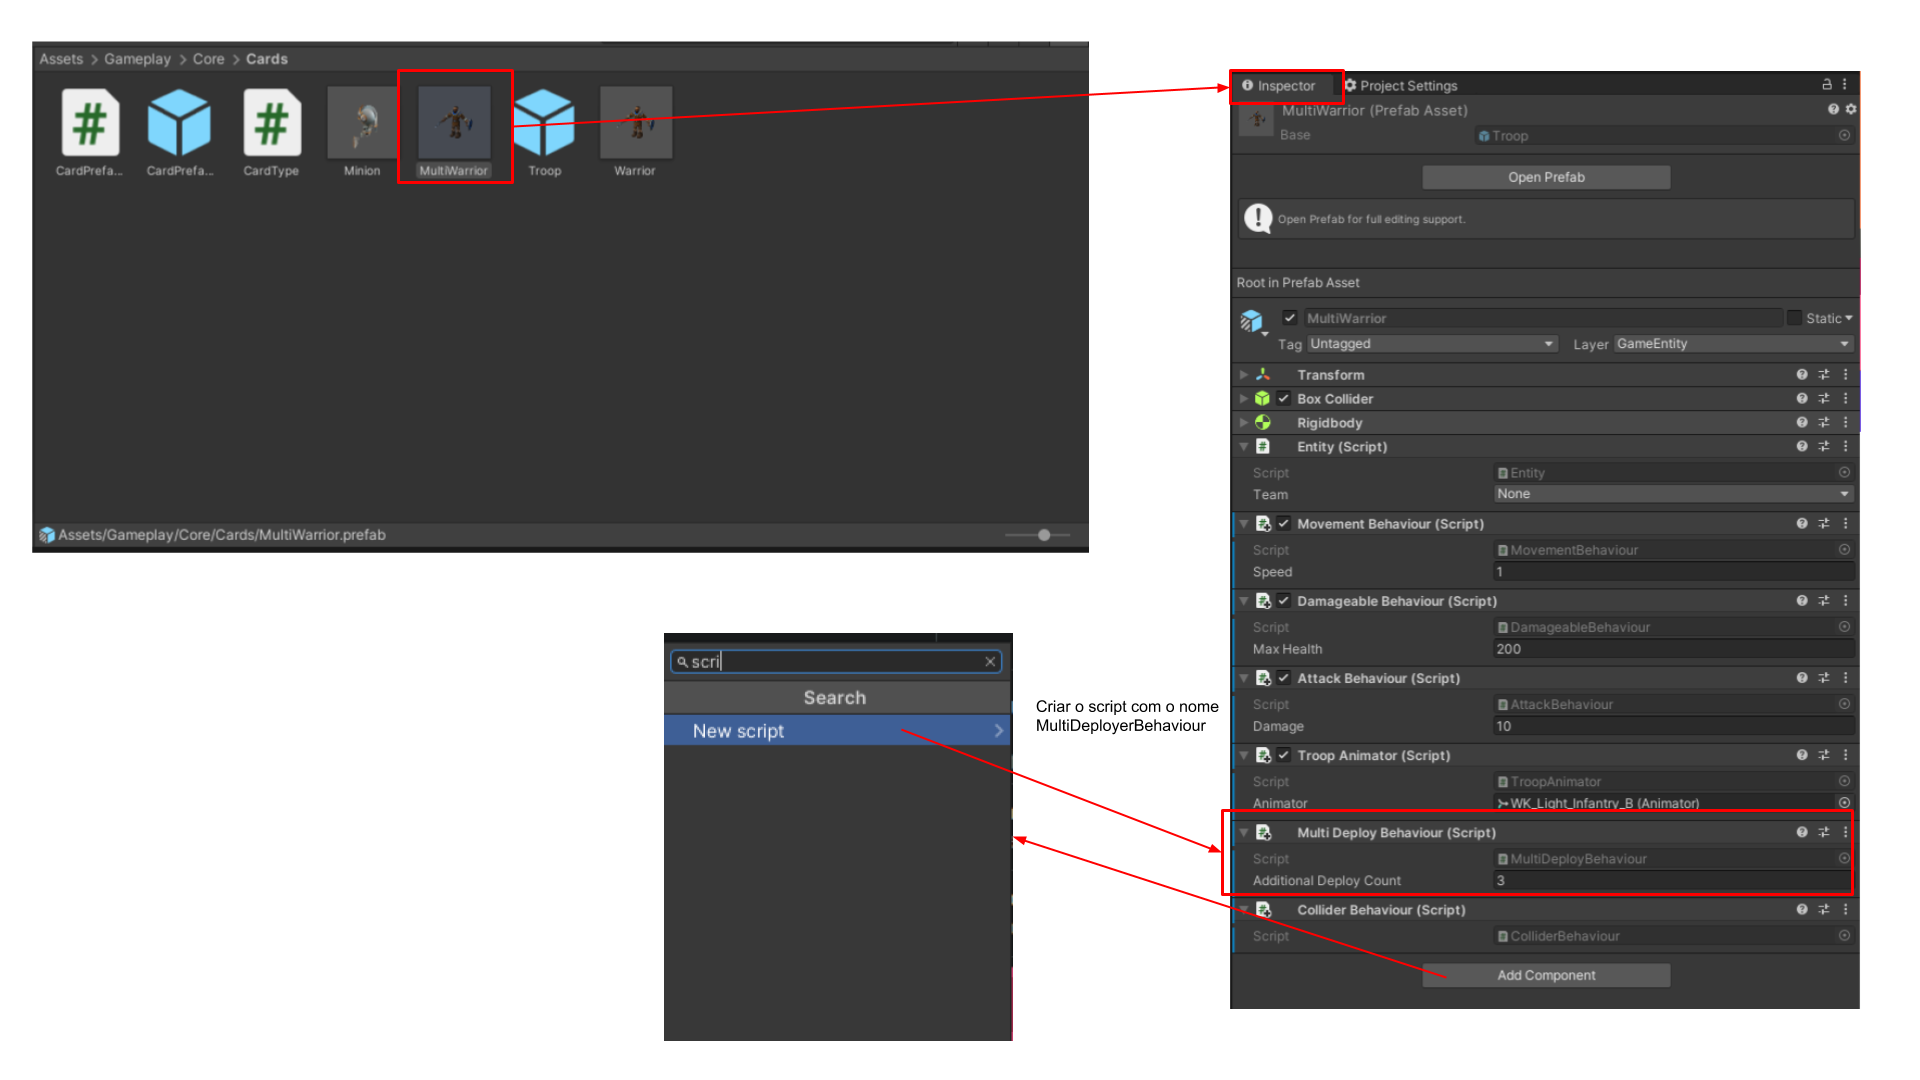 Assets > Gameplay > Core > Cards
CardPrefa...
CardPrefa...
CardType
Minion
MultiWarrior
Troop
Warrior
Assets/Gameplay/Core/Cards/MultiWarrior.prefab
scri
Search
New script
Criar o script com o nome
MultiDeployerBehaviour
Inspector
Project Settings
MultiWarrior (Prefab Asset)
Base Troop
Open Prefab
Open Prefab for full editing support.
Root in Prefab Asset
MultiWarrior Static
Tag Untagged Layer GameEntity
Transform
Box Collider
Rigidbody
Entity (Script)
Script Entity
Team None
Movement Behaviour (Script)
Script MovementBehaviour
Speed 1
Damageable Behaviour (Script)
Script DamageableBehaviour
Max Health 200
Attack Behaviour (Script)
Script AttackBehaviour
Damage 10
Troop Animator (Script)
Script TroopAnimator
Animator WK_Light_Infantry_B (Animator)
Multi Deploy Behaviour (Script)
Script MultiDeployBehaviour
Additional Deploy Count 3
Collider Behaviour (Script)
Script ColliderBehaviour
Add Component